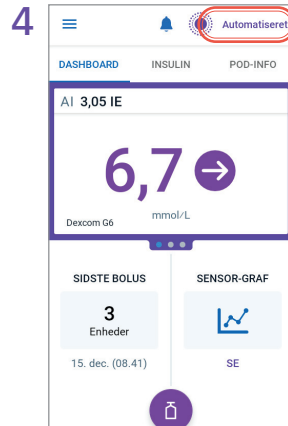 4
Automatiseret
DASHBOARD INSULIN POD-INFO
AI 3,05 IE
6,7
mmol/L
Dexcom G6
SIDSTE BOLUS SENSOR-GRAF
3
Enheder
15. dec. (08.41) SE